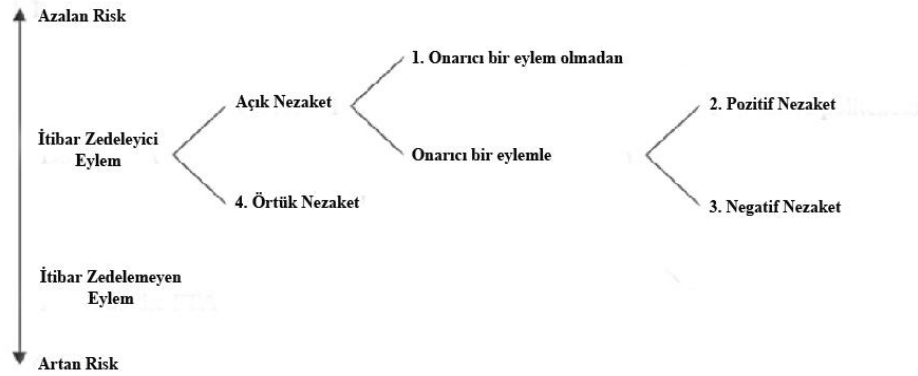 Azalan Risk
1. Onarıcı bir eylem olmadan
Açık Nezaket
2. Pozitif Nezaket
İtibar Zedeleyici
Eylem
Onarıcı bir eylemle
4. Örtük Nezaket
3. Negatif Nezaket
İtibar Zedelemeyen
Eylem
Artan Risk